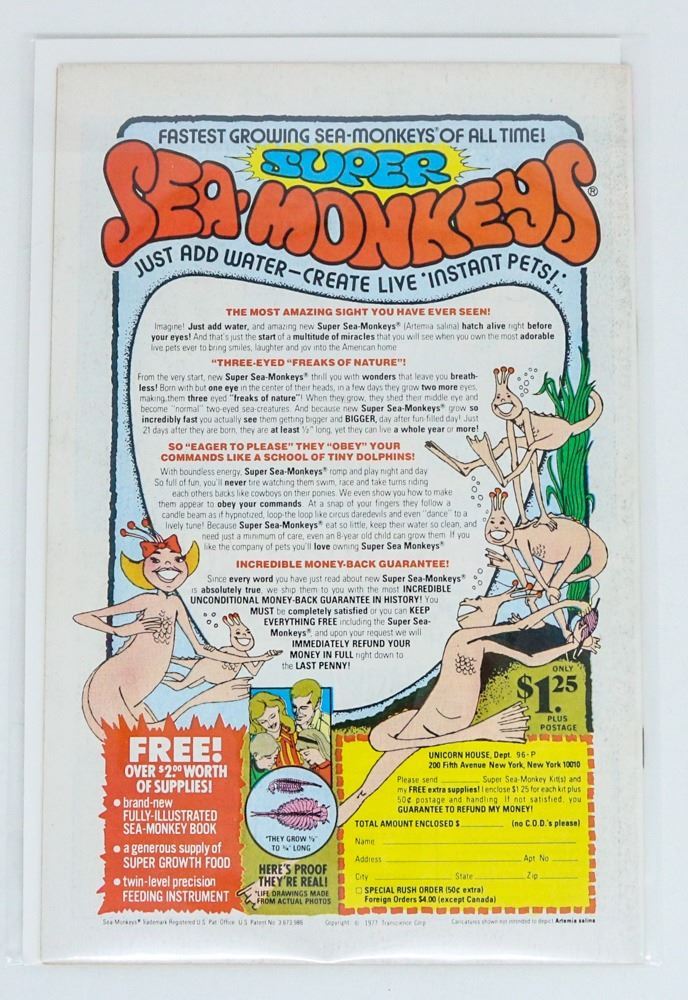 FASTEST GROWING SEA-MONKEYS® OF ALL TIME!
SUPER
SEA-MONKEYS®
JUST ADD WATER—CREATE LIVE "INSTANT PETS!"™
THE MOST AMAZING SIGHT YOU HAVE EVER SEEN!
Imagine! Just add water, and amazing new Super Sea-Monkeys® (Artemia salina) hatch alive right before
your eyes! And that's just the start of a multitude of miracles that you will see when you own the most adorable
live pets ever to bring smiles, laughter and joy into the American home
"THREE-EYED "FREAKS OF NATURE"!
From the very start, new Super Sea-Monkeys® thrill you with wonders that leave you breath-
less! Born with but one eye in the center of their heads, in a few days they grow two more eyes,
making them three eyed "freaks of nature"! When they grow, they shed their middle eye and
become "normal" two-eyed sea-creatures. And because new Super Sea-Monkeys® grow so
incredibly fast you actually see them getting bigger and BIGGER, day after fun-filled day! Just
21 days after they are born, they are at least ½" long, yet they can live a whole year or more!
SO "EAGER TO PLEASE" THEY "OBEY" YOUR
COMMANDS LIKE A SCHOOL OF TINY DOLPHINS!
With boundless energy, Super Sea-Monkeys® romp and play night and day
So full of fun, you'll never tire watching them swim, race and take turns riding
each others backs like cowboys on their ponies. We even show you how to make
them appear to obey your commands. At a snap of your fingers they follow a
candle beam as if hypnotized, loop-the loop like circus daredevils and even "dance" to a
lively tune! Because Super Sea-Monkeys® eat so little, keep their water so clean, and
need just a minimum of care, even an 8-year old child can grow them. If you
like the company of pets you'll love owning Super Sea Monkeys®
INCREDIBLE MONEY-BACK GUARANTEE!
Since every word you have just read about new Super Sea-Monkeys®
is absolutely true, we ship them to you with the most INCREDIBLE
UNCONDITIONAL MONEY-BACK GUARANTEE IN HISTORY! You
MUST be completely satisfied or you can KEEP
EVERYTHING FREE including the Super Sea-
Monkeys®, and upon your request we will
IMMEDIATELY REFUND YOUR
MONEY IN FULL right down to
the LAST PENNY!
ONLY
$1.25
PLUS
POSTAGE
FREE!
OVER $2.00 WORTH
OF SUPPLIES!
• brand-new
FULLY-ILLUSTRATED
SEA-MONKEY BOOK
• a generous supply of
SUPER GROWTH FOOD
• twin-level precision
FEEDING INSTRUMENT
"THEY GROW ½"
TO ¾" LONG
HERE'S PROOF
THEY'RE REAL!
"LIFE DRAWINGS MADE
FROM ACTUAL PHOTOS
UNICORN HOUSE, Dept. 96-P
200 Fifth Avenue New York, New York 10010
Please send Super Sea-Monkey Kit(s) and
my FREE extra supplies! I enclose $1 25 for each kit plus
50¢ postage and handling If not satisfied, you
GUARANTEE TO REFUND MY MONEY!
TOTAL AMOUNT ENCLOSED $ (no C.O.D.'s please)
Name
Address Apt No
City State Zip
SPECIAL RUSH ORDER (50¢ extra)
Foreign Orders $4.00 (except Canada)
Sea-Monkeys® Trademark Registered U.S. Pat. Office U.S. Patent No. 3,673,986 Copyright © 1977 Transcience Corp Caricatures shown not intended to depict Artemia salina